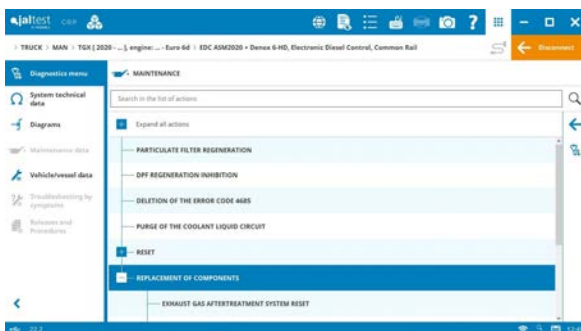 jaltest
TRUCK > MAN > TGX [ 2020 - ...], engine: ... - Euro 6d > EDC ASM2020 + Denox 6-HD, Electronic Diesel Control, Common Rail
Disconnect
Diagnostics menu
MAINTENANCE
System technical data
Search in the list of actions
Diagrams
Expand all actions
Maintenance data
PARTICULATE FILTER REGENERATION
Vehicle/vessel data
DPF REGENERATION INHIBITION
Troubleshooting by symptoms
DELETION OF THE ERROR CODE 4685
Releases and Procedures
PURGE OF THE COOLANT LIQUID CIRCUIT
RESET
REPLACEMENT OF COMPONENTS
EXHAUST GAS AFTERTREATMENT SYSTEM RESET
22.2